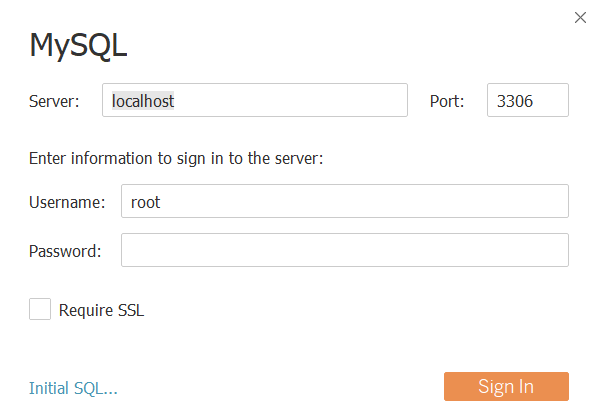 MySQL
Server: localhost Port: 3306
Enter information to sign in to the server:
Username: root
Password:
Require SSL
Initial SQL...
Sign In